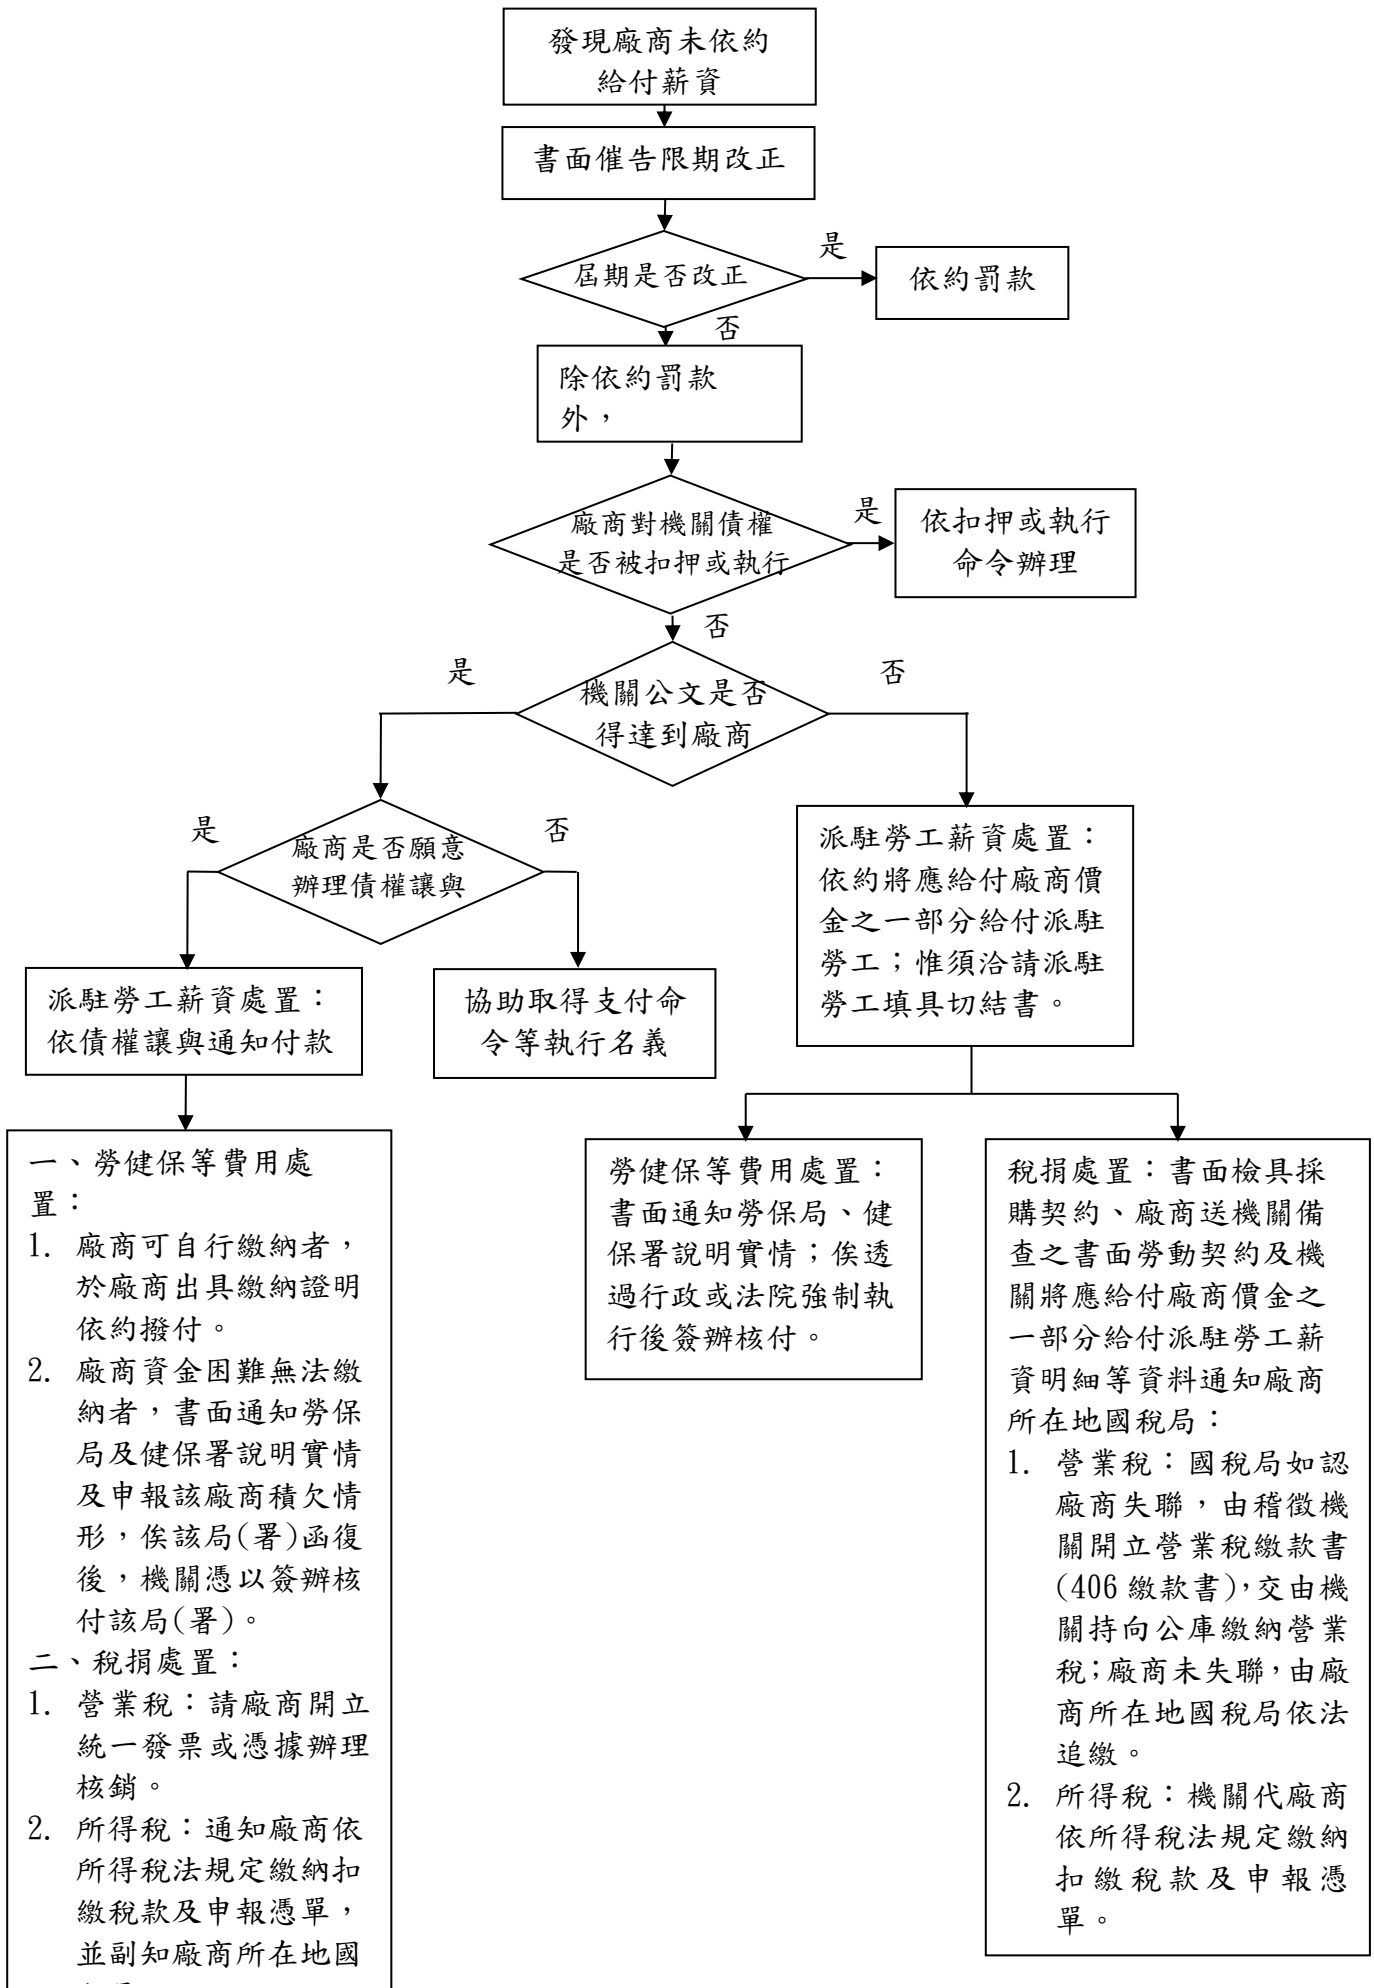 發現廠商未依約
給付薪資
書面催告限期改正
屆期是否改正
是
依約罰款
否
除依約罰款
外，
廠商對機關債權
是否被扣押或執行
是
依扣押或執行
命令辦理
否
機關公文是否
得達到廠商
是
否
廠商是否願意
辦理債權讓與
是
否
派駐勞工薪資處置：
依債權讓與通知付款
協助取得支付命
令等執行名義
派駐勞工薪資處置：
依約將應給付廠商價
金之一部分給付派駐
勞工；惟須洽請派駐
勞工填具切結書。
一、勞健保等費用處
置：
1. 廠商可自行繳納者，
於廠商出具繳納證明
依約撥付。
2. 廠商資金困難無法繳
納者，書面通知勞保
局及健保署說明實情
及申報該廠商積欠情
形，俟該局(署)函復
後，機關憑以簽辦核
付該局(署)。
二、稅捐處置：
1. 營業稅：請廠商開立
統一發票或憑據辦理
核銷。
2. 所得稅：通知廠商依
所得稅法規定繳納扣
繳稅款及申報憑單，
並副知廠商所在地國
勞健保等費用處置：
書面通知勞保局、健
保署說明實情；俟透
過行政或法院強制執
行後簽辦核付。
稅捐處置：書面檢具採
購契約、廠商送機關備
查之書面勞動契約及機
關將應給付廠商價金之
一部分給付派駐勞工薪
資明細等資料通知廠商
所在地國稅局：
1. 營業稅：國稅局如認
廠商失聯，由稽徵機
關開立營業稅繳款書
(406 繳款書)，交由機
關持向公庫繳納營業
稅；廠商未失聯，由廠
商所在地國稅局依法
追繳。
2. 所得稅：機關代廠商
依所得稅法規定繳納
扣繳稅款及申報憑
單。